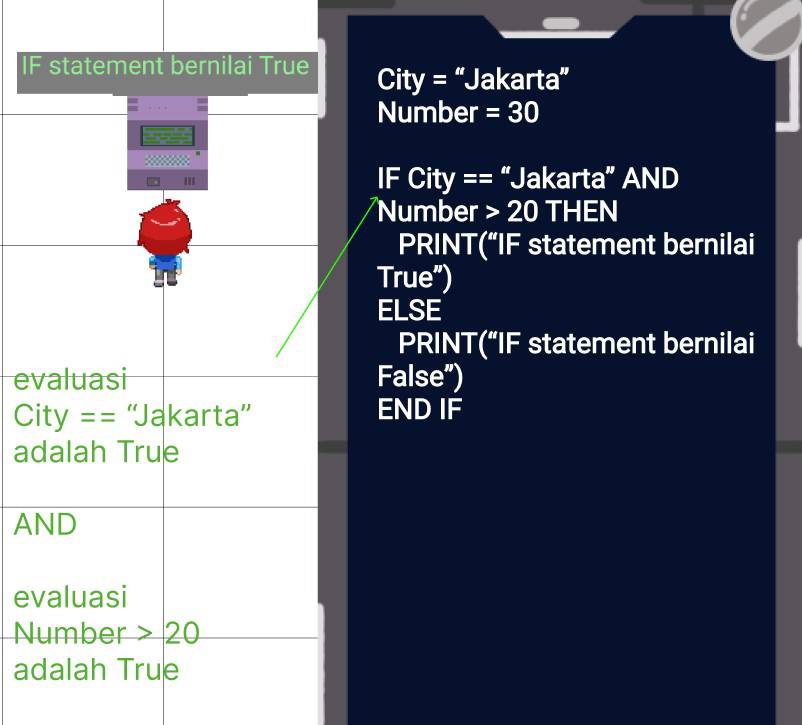 IF statement bernilai True
evaluasi
City == “Jakarta”
adalah True
AND
evaluasi
Number > 20
adalah True
City = “Jakarta”
Number = 30
IF City == “Jakarta” AND
Number > 20 THEN
PRINT(“IF statement bernilai
True”)
ELSE
PRINT(“IF statement bernilai
False”)
END IF